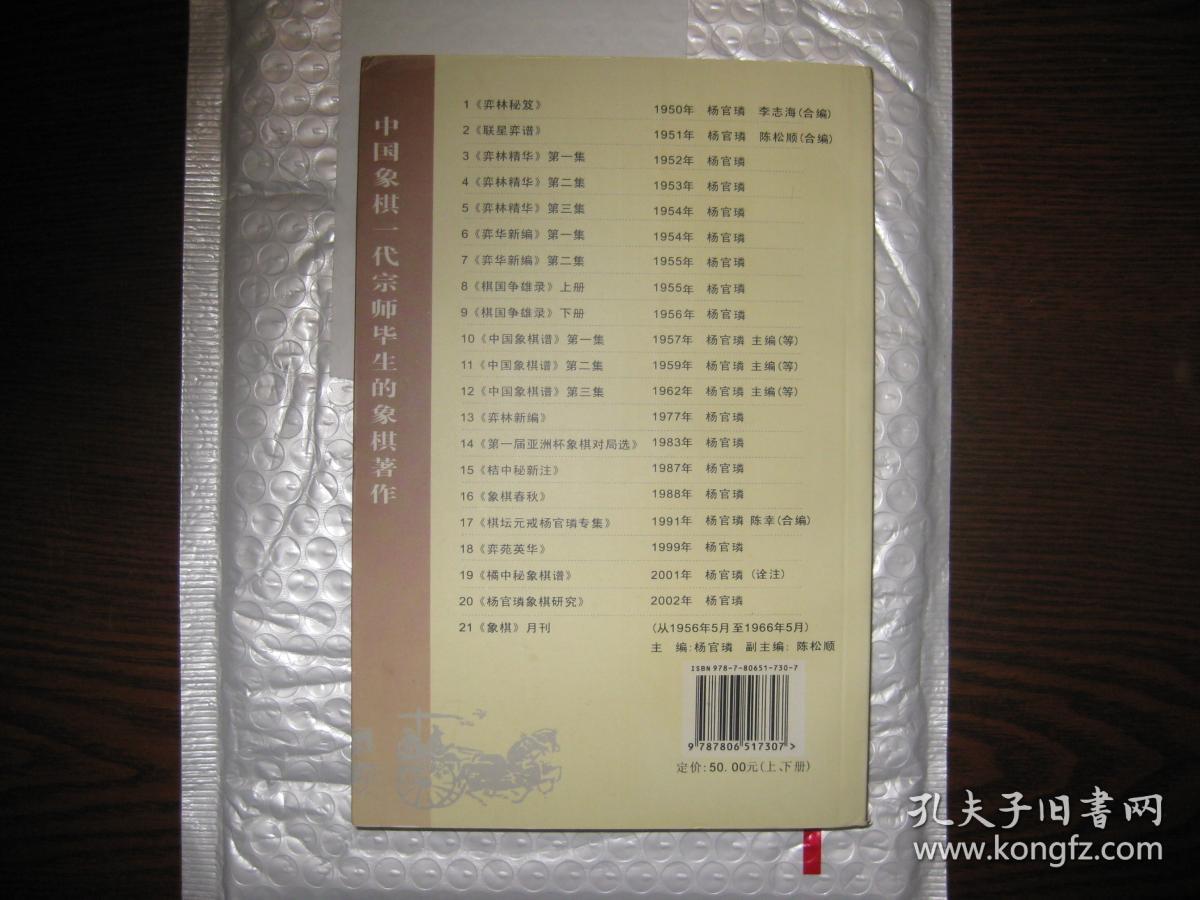 中国象棋一代宗师毕生的象棋著作
1《弈林秘笈》 1950年 杨官璘 李志海(合编)
2《联星弈谱》 1951年 杨官璘 陈松顺(合编)
3《弈林精华》第一集 1952年 杨官璘
4《弈林精华》第二集 1953年 杨官璘
5《弈林精华》第三集 1954年 杨官璘
6《弈华新编》第一集 1954年 杨官璘
7《弈华新编》第二集 1955年 杨官璘
8《棋国争雄录》上册 1955年 杨官璘
9《棋国争雄录》下册 1956年 杨官璘
10《中国象棋谱》第一集 1957年 杨官璘 主编(等)
11《中国象棋谱》第二集 1959年 杨官璘 主编(等)
12《中国象棋谱》第三集 1962年 杨官璘 主编(等)
13《弈林新编》 1977年 杨官璘
14《第一届亚洲杯象棋对局选》 1983年 杨官璘
15《桔中秘新注》 1987年 杨官璘
16《象棋春秋》 1988年 杨官璘
17《棋坛元戎杨官璘专集》 1991年 杨官璘 陈幸(合编)
18《弈苑英华》 1999年 杨官璘
19《橘中秘象棋谱》 2001年 杨官璘 (诠注)
20《杨官璘象棋研究》 2002年 杨官璘
21《象棋》月刊 (从1956年5月至1966年5月)
主 编:杨官璘 副主编: 陈松顺
ISBN 978-7-80651-730-7
9 787806 517307 >
定价:50.00元(上、下册)
孔夫子旧書网
www.kongfz.com